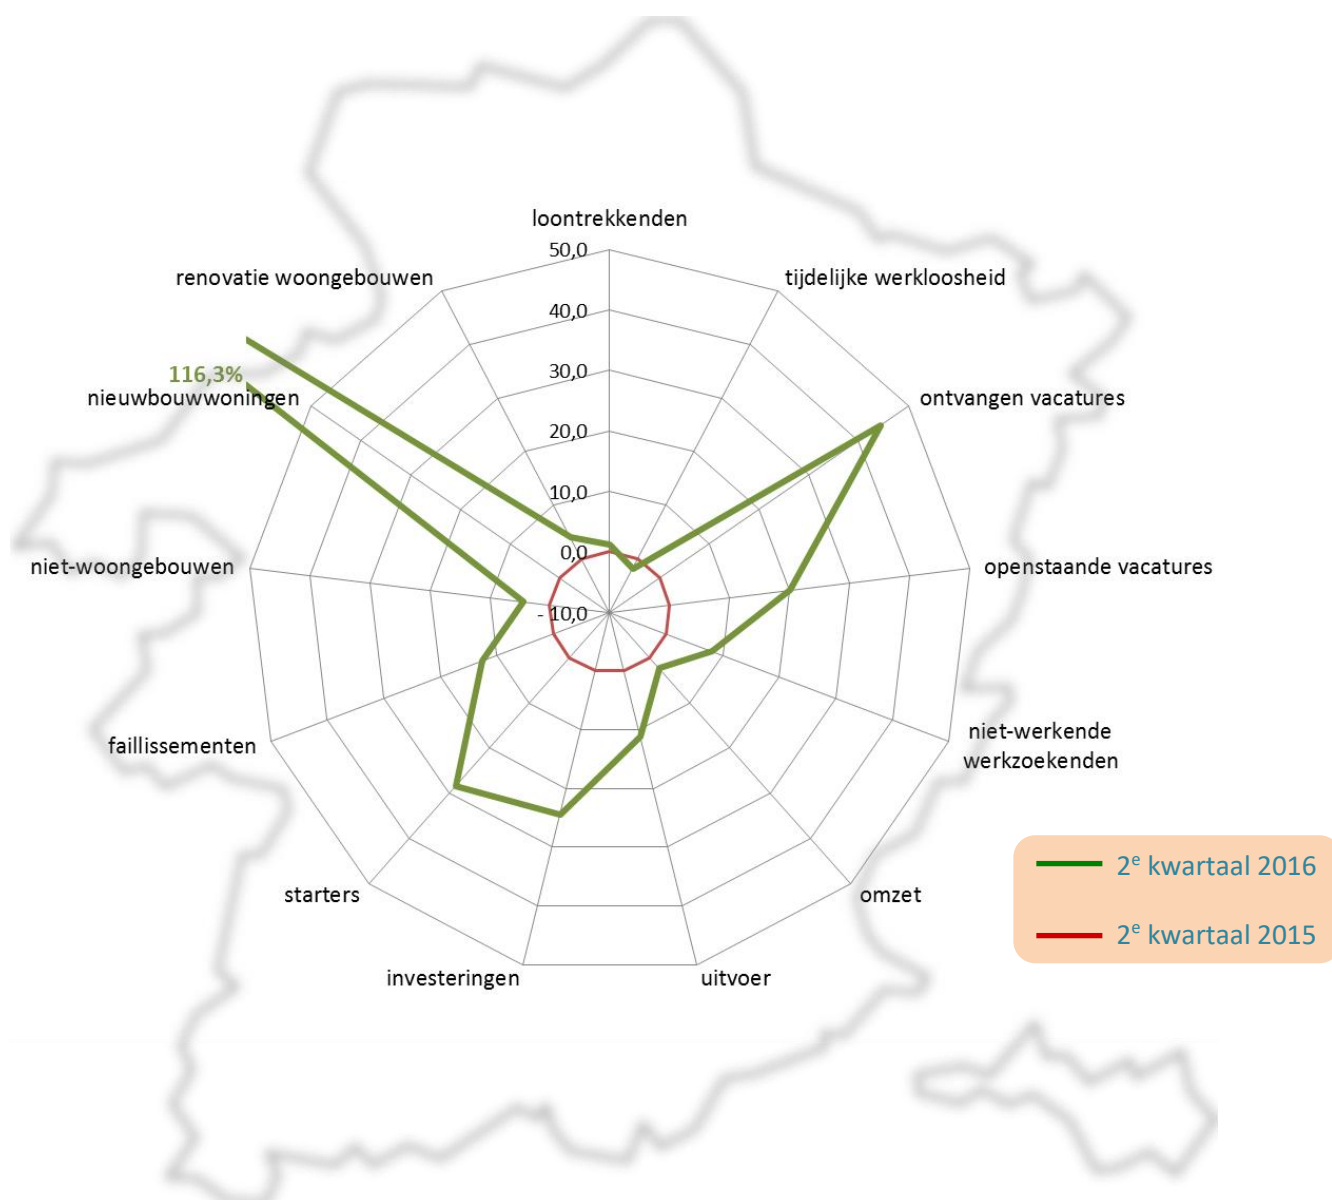 loontrekkenden
50,0
renovatie woongebouwen
tijdelijke werkloosheid
40,0
30,0
116,3%
nieuwbouwwoningen
ontvangen vacatures
20,0
10,0
0,0
niet-woongebouwen
openstaande vacatures
- 10,0
niet-werkende
werkzoekenden
faillissementen
2e kwartaal 2016
starters
omzet
2e kwartaal 2015
investeringen
uitvoer